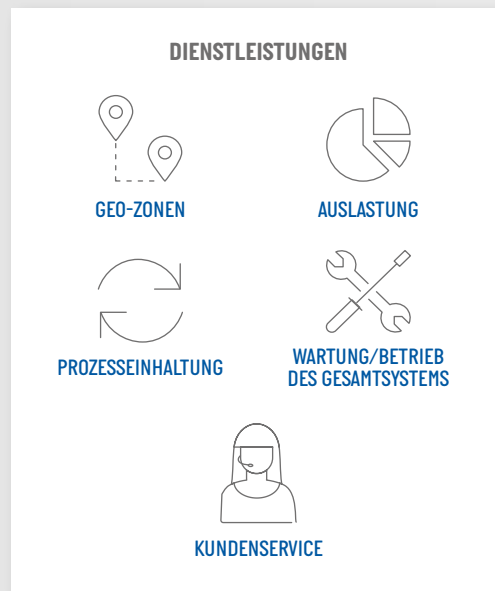 DIENSTLEISTUNGEN
GEO-ZONEN
AUSLASTUNG
PROZESSEINHALTUNG
WARTUNG/BETRIEB
DES GESAMTSYSTEMS
KUNDENSERVICE